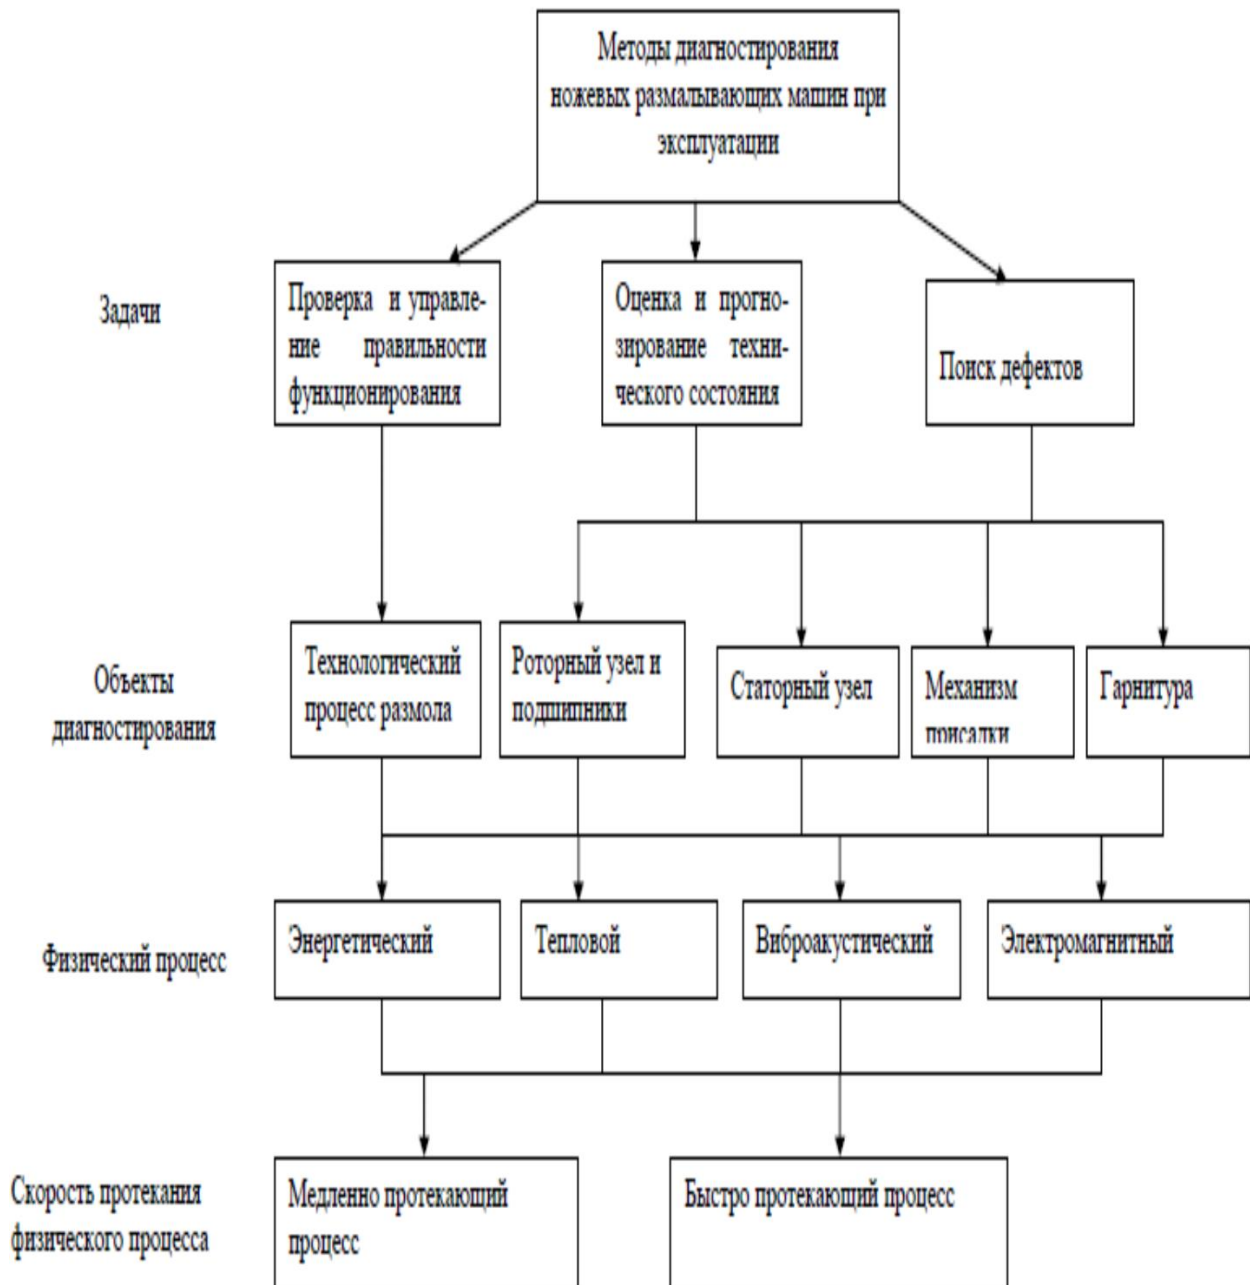 Методы диагностирования
ножевых размалывающих машин при
эксплуатации
Задачи
Проверка и управле-
ние правильности
функционирования
Оценка и прогно-
зирование техни-
ческого состояния
Поиск дефектов
Объекты
диагностирования
Технологический
процесс размола
Роторный узел и
подшипники
Статорный узел
Механизм
присалки
Гарнитура
Физический процесс
Энергетический
Тепловой
Виброакустический
Электромагнитный
Скорость протекания
физического процесса
Медленно протекающий
процесс
Быстро протекающий процесс